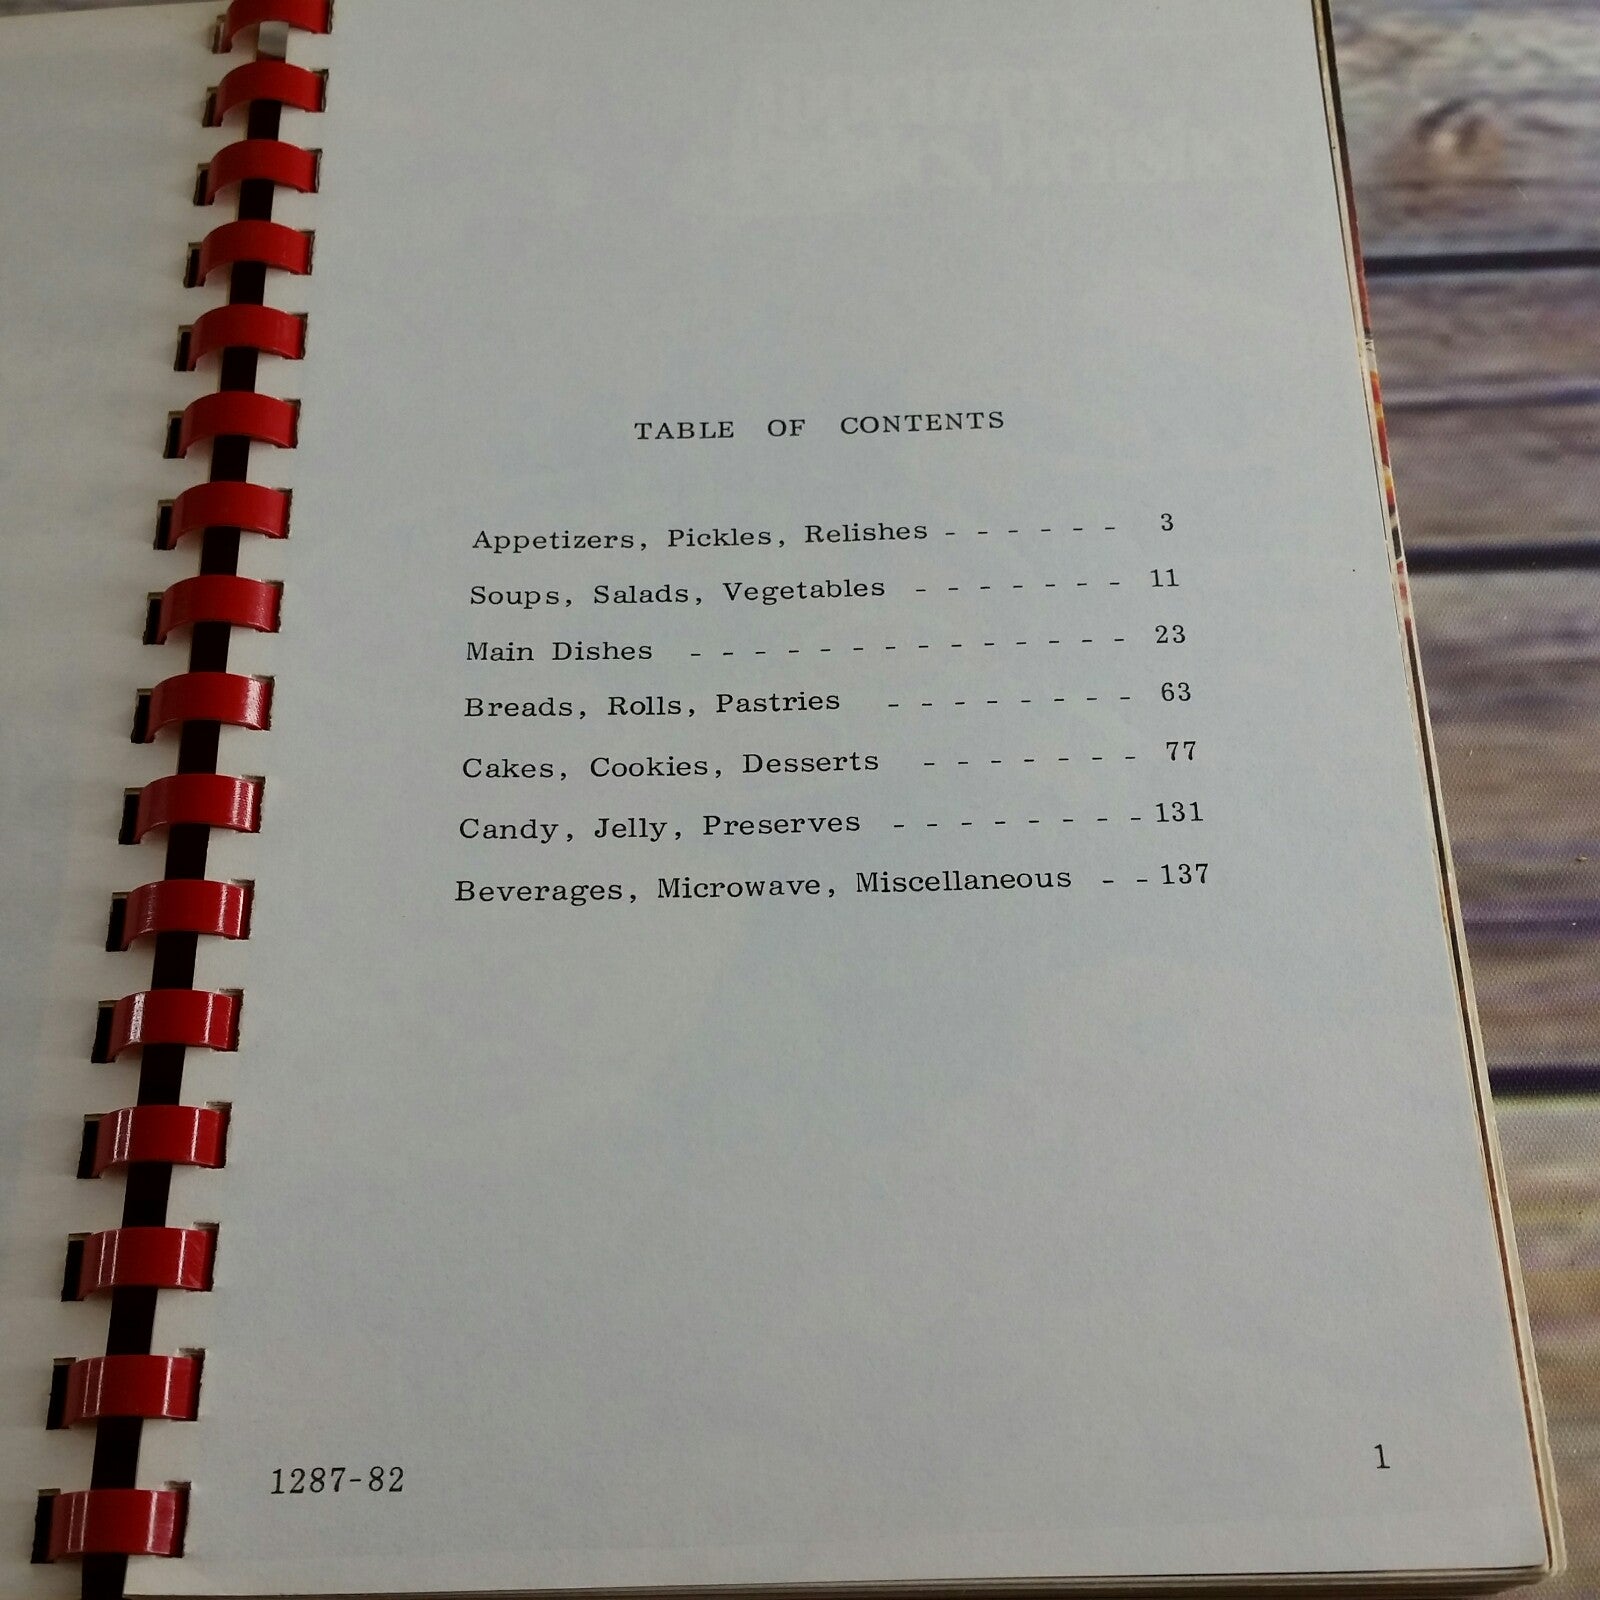 TABLE OF CONTENTS
Appetizers, Pickles, Relishes - - - - - - 3
Soups, Salads, Vegetables - - - - - - - 11
Main Dishes - - - - - - - - - - - - - - 23
Breads, Rolls, Pastries - - - - - - - - 63
Cakes, Cookies, Desserts - - - - - - - 77
Candy, Jelly, Preserves - - - - - - - - 131
Beverages, Microwave, Miscellaneous - - 137
1287-82
1